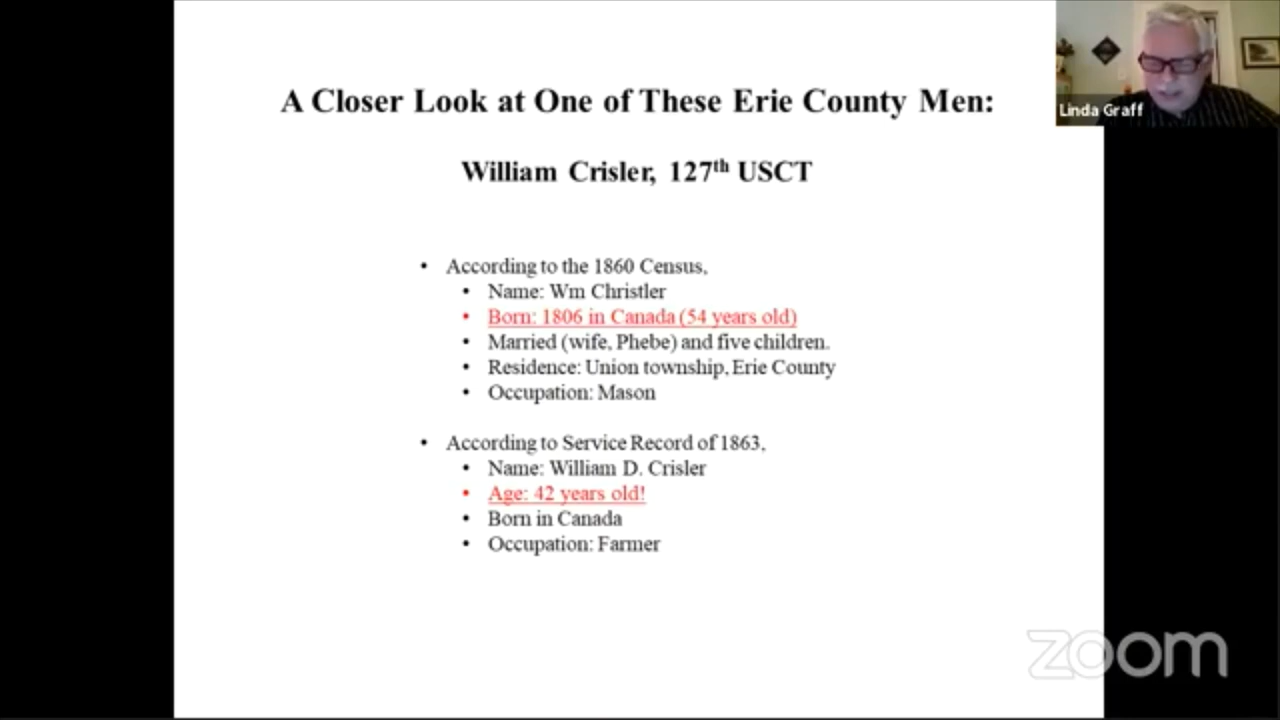 A Closer Look at One of These Erie County Men:
Linda Graff
William Crisler, 127th USCT
• According to the 1860 Census,
• Name: Wm Christler
• Born: 1806 in Canada (54 years old)
• Married (wife, Phebe) and five children.
• Residence: Union township, Erie County
• Occupation: Mason
• According to Service Record of 1863,
• Name: William D. Crisler
• Age: 42 years old!
• Born in Canada
• Occupation: Farmer
zoom